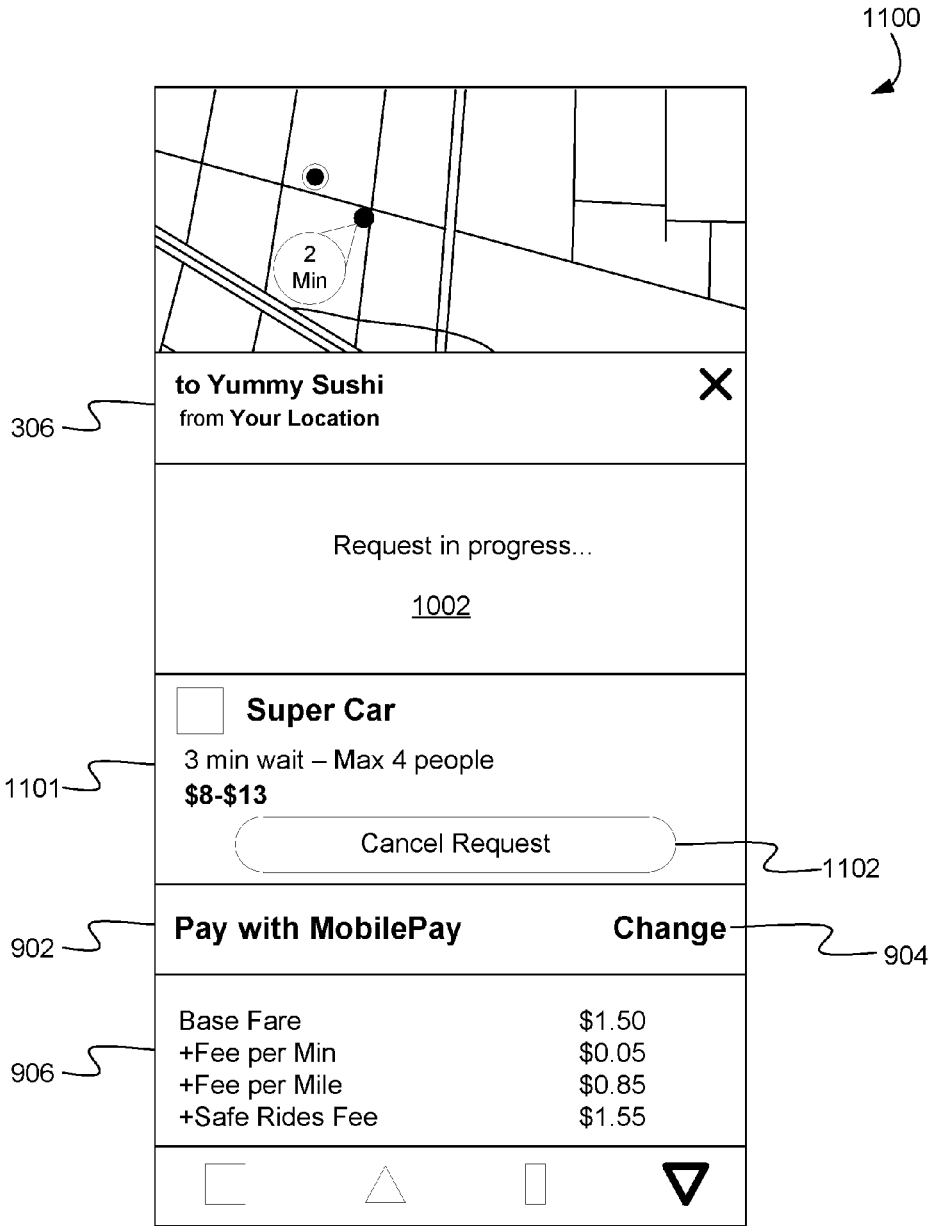 1100
2
Min
to Yummy Sushi
from Your Location
306
Request in progress...
1002
Super Car
3 min wait – Max 4 people
1101
$8-$13
Cancel Request
1102
Pay with MobilePay Change
902
904
Base Fare $1.50
+Fee per Min $0.05
906
+Fee per Mile $0.85
+Safe Rides Fee $1.55